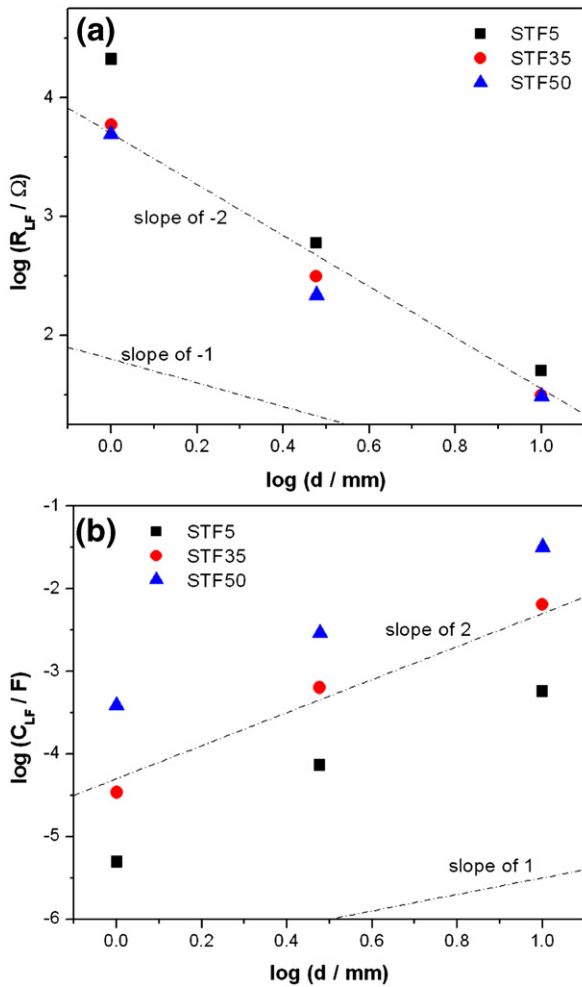 (a)
STF5
STF35
STF50
slope of -2
slope of -1
log (R_LF / Ω)
4
3
2
0.0 0.2 0.4 0.6 0.8 1.0
log (d / mm)
(b)
STF5
STF35
STF50
slope of 2
slope of 1
log (C_LF / F)
-1
-2
-3
-4
-5
-6
0.0 0.2 0.4 0.6 0.8 1.0
log (d / mm)